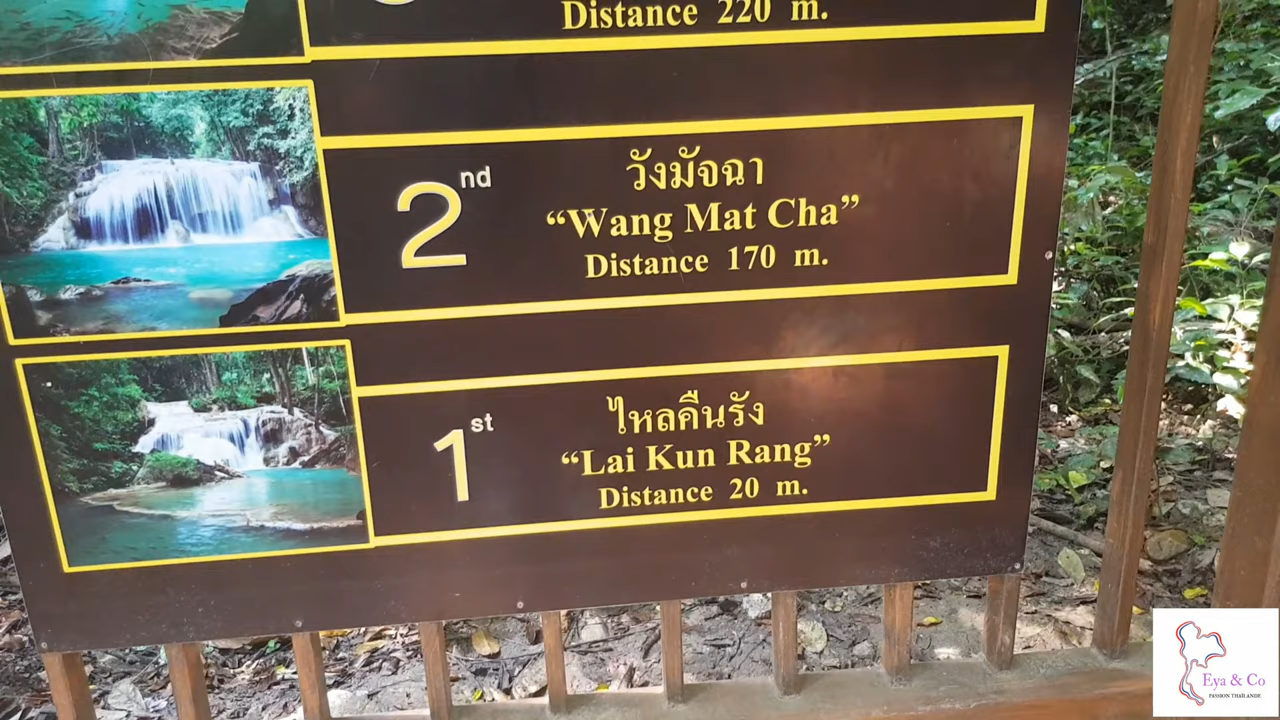 Distance 220 m.
2nd
วังมัจฉา
“Wang Mat Cha”
Distance 170 m.
1st
ไหลคืนรัง
“Lai Kun Rang”
Distance 20 m.
Eya & Co
PASSION THAÏLANDE